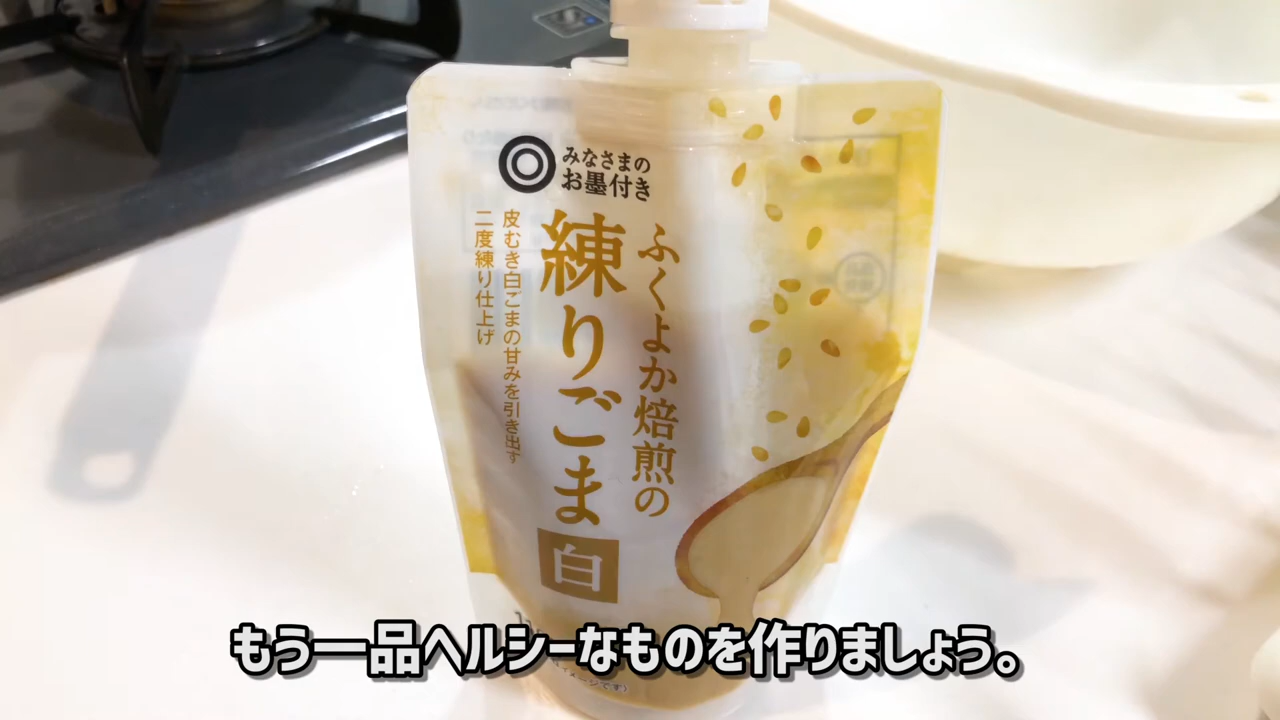 みなさまの
お墨付き
ふくよか焙煎の
練りごま
白
皮むき白ごまの甘みを引き出す
二度練り仕上げ
もう一品ヘルシーなものを作りましょう。